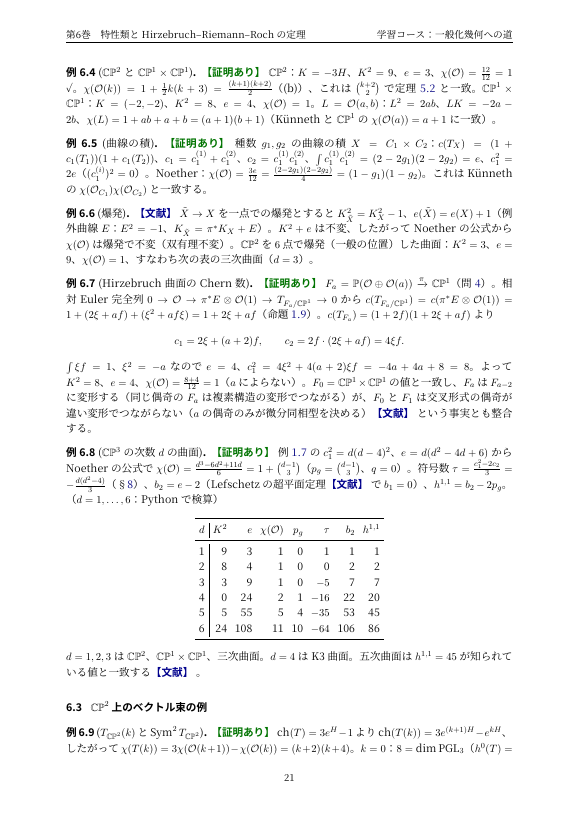 第6巻　特性類と Hirzebruch–Riemann–Roch の定理　学習コース：一般化幾何への道
例 6.4 (ℂℙ² と ℂℙ¹ × ℂℙ¹)．【証明あり】 ℂℙ²：K = −3H、K² = 9、e = 3、χ(𝒪) = 12/12 = 1
✓。χ(𝒪(k)) = 1 + ½k(k + 3) = (k+1)(k+2)/2（(b)）、これは (k+2 2) で定理 5.2 と一致。ℂℙ¹ ×
ℂℙ¹：K = (−2, −2)、K² = 8、e = 4、χ(𝒪) = 1。L = 𝒪(a, b)：L² = 2ab、LK = −2a −
2b、χ(L) = 1 + ab + a + b = (a + 1)(b + 1)（Künneth と ℂℙ¹ の χ(𝒪(a)) = a + 1 に一致）。
例 6.5 (曲線の積)．【証明あり】 種数 g₁, g₂ の曲線の積 X = C₁ × C₂：c(T_X) = (1 +
c₁(T₁))(1 + c₁(T₂))、c₁ = c₁⁽¹⁾ + c₁⁽²⁾、c₂ = c₁⁽¹⁾c₁⁽²⁾、∫ c₁⁽¹⁾c₁⁽²⁾ = (2 − 2g₁)(2 − 2g₂) = e、c₁² =
2e（(c₁⁽ⁱ⁾)² = 0）。Noether：χ(𝒪) = 3e/12 = (2−2g₁)(2−2g₂)/4 = (1 − g₁)(1 − g₂)。これは Künneth
の χ(𝒪_{C₁})χ(𝒪_{C₂}) と一致する。
例 6.6 (爆発)．【文献】 X̃ → X を一点での爆発とすると K²_{X̃} = K²_X − 1、e(X̃) = e(X) + 1（例
外曲線 E：E² = −1、K_{X̃} = π*K_X + E）。K² + e は不変、したがって Noether の公式から
χ(𝒪) は爆発で不変（双有理不変）。ℂℙ² を 6 点で爆発（一般の位置）した曲面：K² = 3、e =
9、χ(𝒪) = 1、すなわち次の表の三次曲面（d = 3）。
例 6.7 (Hirzebruch 曲面の Chern 数)．【証明あり】 F_a = ℙ(𝒪 ⊕ 𝒪(a)) →^π ℂℙ¹（問 4）。相
対 Euler 完全列 0 → 𝒪 → π*E ⊗ 𝒪(1) → T_{F_a/ℂℙ¹} → 0 から c(T_{F_a/ℂℙ¹}) = c(π*E ⊗ 𝒪(1)) =
1 + (2ξ + af) + (ξ² + afξ) = 1 + 2ξ + af（命題 1.9）。c(T_{F_a}) = (1 + 2f)(1 + 2ξ + af) より
c₁ = 2ξ + (a + 2)f,　　c₂ = 2f · (2ξ + af) = 4ξf.
∫ ξf = 1、ξ² = −a なので e = 4、c₁² = 4ξ² + 4(a + 2)ξf = −4a + 4a + 8 = 8。よって
K² = 8、e = 4、χ(𝒪) = 8+4/12 = 1（a によらない）。F₀ = ℂℙ¹×ℂℙ¹ の値と一致し、F_a は F_{a−2}
に変形する（同じ偶奇の F_a は複素構造の変形でつながる）が、F₀ と F₁ は交叉形式の偶奇が
違い変形でつながらない（a の偶奇のみが微分同相型を決める）【文献】 という事実とも整合
する。
例 6.8 (ℂℙ³ の次数 d の曲面)．【証明あり】 例 1.7 の c₁² = d(d − 4)²、e = d(d² − 4d + 6) から
Noether の公式で χ(𝒪) = d³−6d²+11d/6 = 1 + (d−1 3)（p_g = (d−1 3)、q = 0）。符号数 τ = c₁²−2c₂/3 =
−d(d²−4)/3（§ 8）、b₂ = e − 2（Lefschetz の超平面定理【文献】 で b₁ = 0）、h^{1,1} = b₂ − 2p_g。
（d = 1, …, 6：Python で検算）
d K² e χ(𝒪) p_g τ b₂ h^{1,1}
1 9 3 1 0 1 1 1
2 8 4 1 0 0 2 2
3 3 9 1 0 −5 7 7
4 0 24 2 1 −16 22 20
5 5 55 5 4 −35 53 45
6 24 108 11 10 −64 106 86
d = 1, 2, 3 は ℂℙ²、ℂℙ¹ × ℂℙ¹、三次曲面。d = 4 は K3 曲面。五次曲面は h^{1,1} = 45 が知られて
いる値と一致する【文献】 。
6.3 ℂℙ² 上のベクトル束の例
例 6.9 (T_{ℂℙ²}(k) と Sym² T_{ℂℙ²})．【証明あり】 ch(T) = 3e^H −1 より ch(T(k)) = 3e^{(k+1)H} −e^{kH}、
したがって χ(T(k)) = 3χ(𝒪(k+1))−χ(𝒪(k)) = (k+2)(k+4)。k = 0：8 = dim PGL₃（h⁰(T) =
21